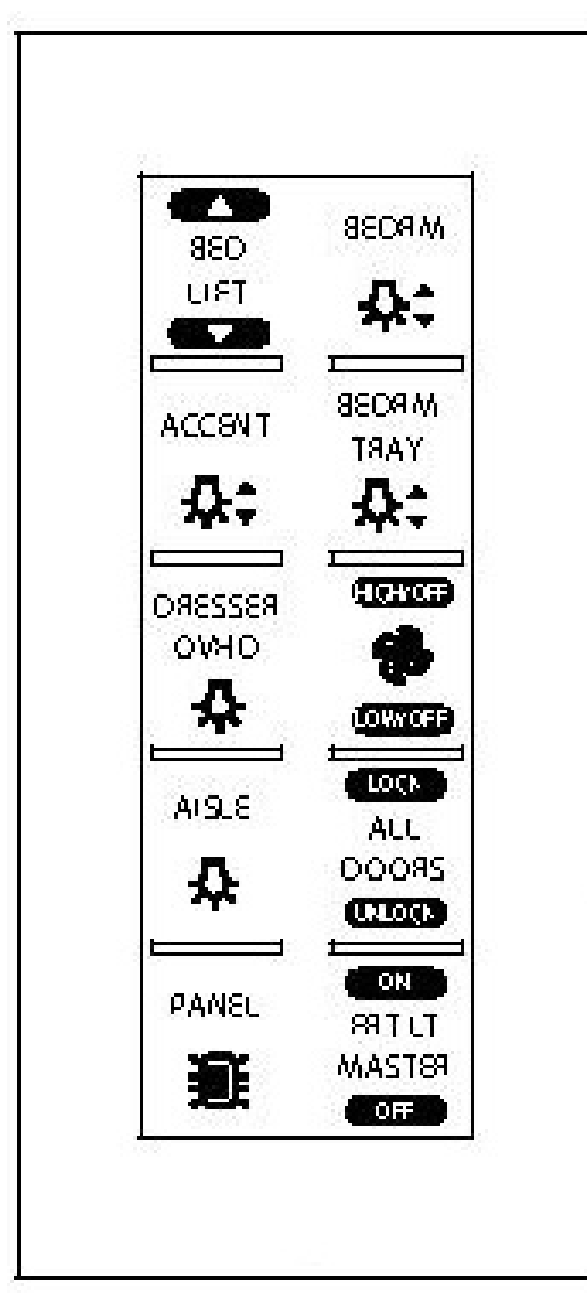 BED
LIFT
BEDRM
ACCENT
BEDRM
TRAY
DRESSER
OVHD
HIGH/OFF
LOW/OFF
AISLE
LOCK
ALL
DOORS
UNLOCK
PANEL
ON
LT
MASTER
OFF